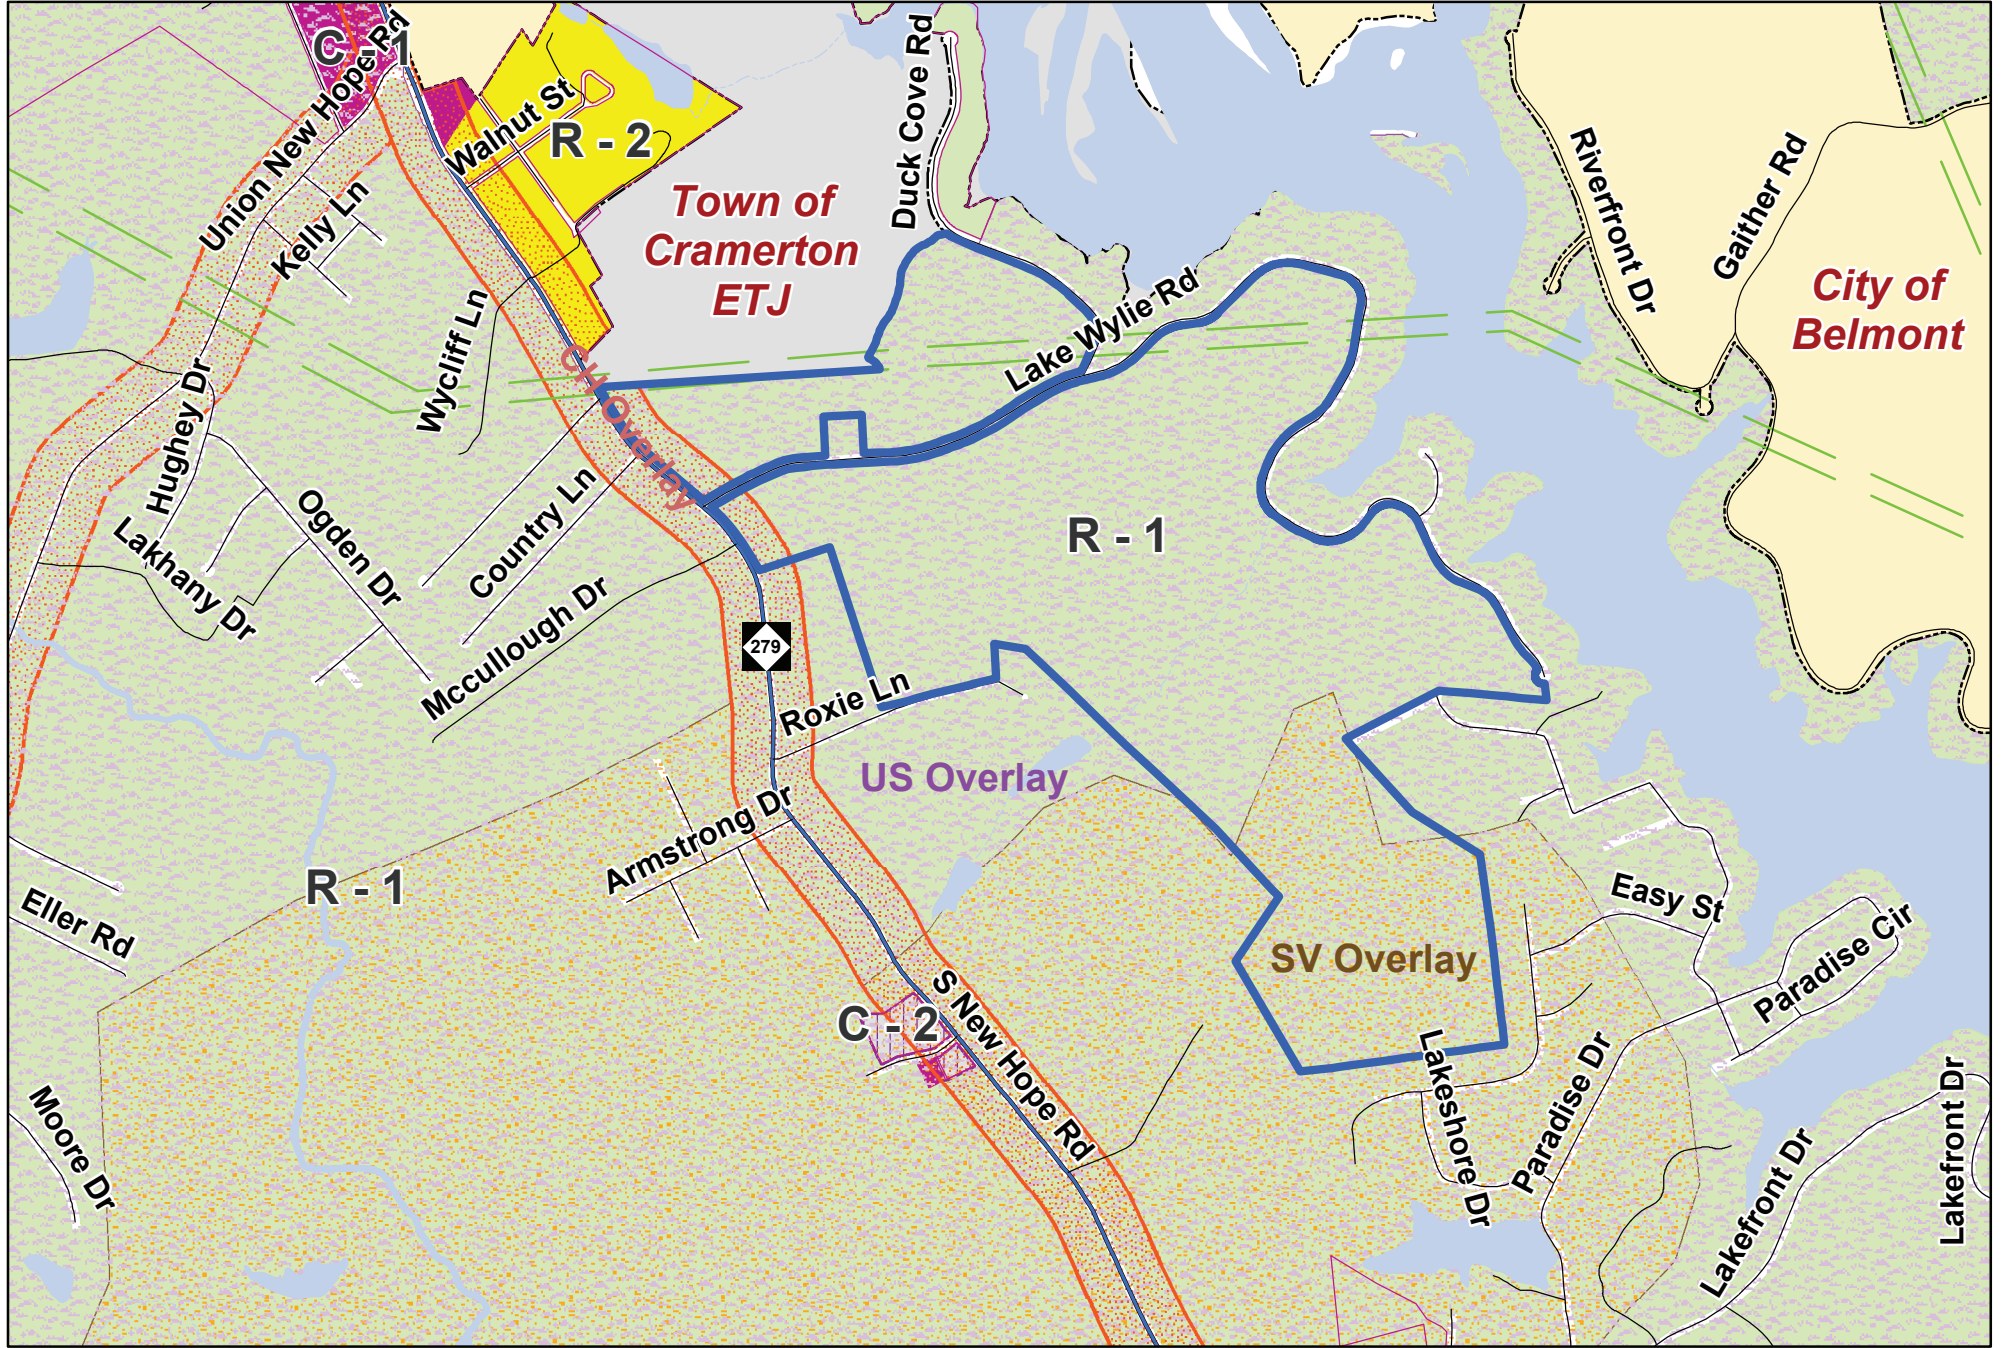 C - 1
Union New Hope Rd
Walnut St
R - 2
Kelly Ln
Town of
Cramerton
ETJ
Duck Cove Rd
Riverfront Dr
Gaither Rd
City of
Belmont
Wycliff Ln
Lake Wylie Rd
CH Overlay
Hughey Dr
Ogden Dr
Country Ln
Lakhany Dr
Mccullough Dr
R - 1
279
Roxie Ln
US Overlay
Armstrong Dr
R - 1
Eller Rd
Easy St
SV Overlay
Paradise Cir
C - 2
S New Hope Rd
Lakeshore Dr
Paradise Dr
Moore Dr
Lakefront Dr
Lakefront Dr